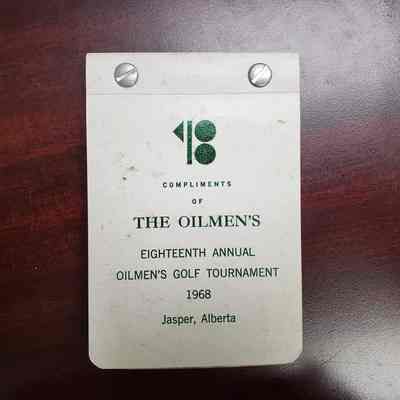 18
COMPLIMENTS
OF
THE OILMEN'S
EIGHTEENTH ANNUAL
OILMEN'S GOLF TOURNAMENT
1968
Jasper, Alberta